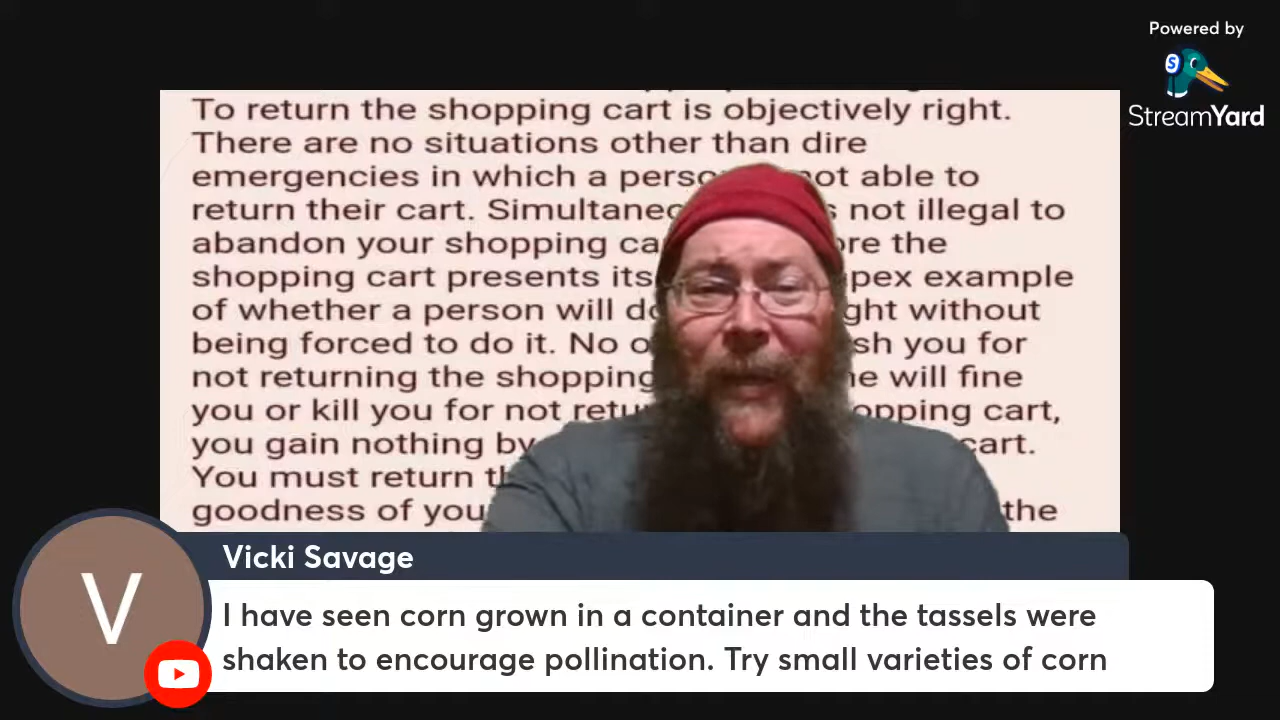 Powered by
StreamYard
To return the shopping cart is objectively right.
There are no situations other than dire
emergencies in which a not able to
return their cart. not illegal to
abandon your shopping the
shopping cart presents its example
of whether a person will without
being forced to do it. No you for
not returning the shopping will fine
you or kill you for not cart,
you gain nothing by cart.
You must return
goodness of the
Vicki Savage
V
I have seen corn grown in a container and the tassels were
shaken to encourage pollination. Try small varieties of corn